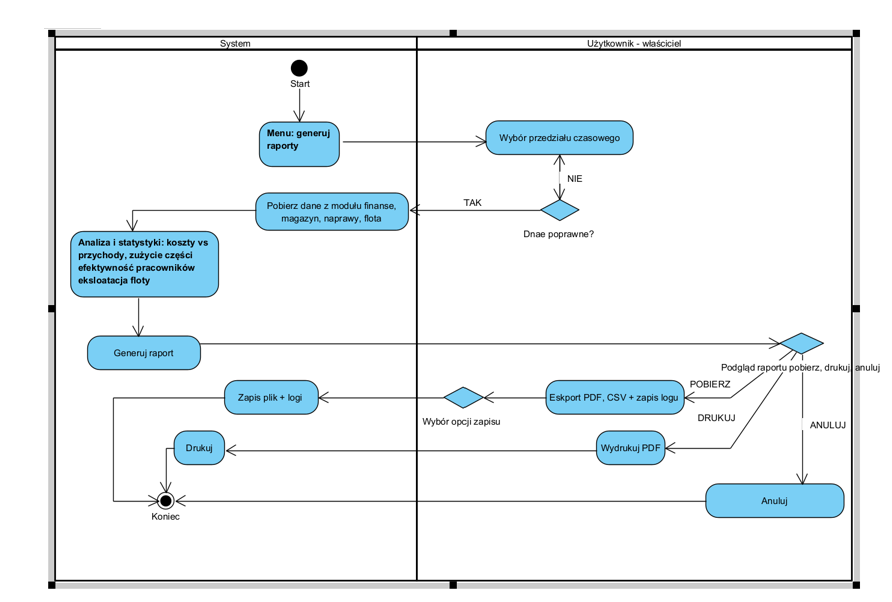 System
Użytkownik - właściciel
Start
Menu: generuj
raporty
Wybór przedziału czasowego
NIE
Pobierz dane z modułu finanse,
magazyn, naprawy, flota
TAK
Dnae poprawne?
Analiza i statystyki: koszty vs
przychody, zużycie części
efektywność pracowników
eksloatacja floty
Generuj raport
Podgląd raportu pobierz, drukuj, anuluj
POBIERZ
Zapis plik + logi
Wybór opcji zapisu
Eskport PDF, CSV + zapis logu
DRUKUJ
ANULUJ
Drukuj
Wydrukuj PDF
Anuluj
Koniec